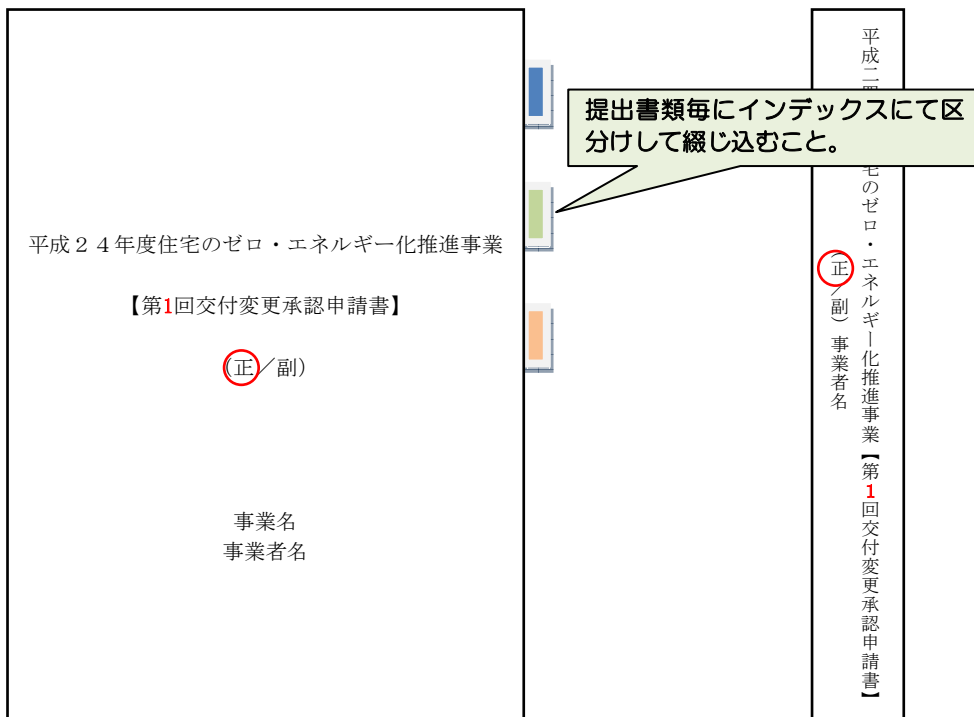 平成２４年度住宅のゼロ・エネルギー化推進事業
【第1回交付変更承認申請書】
（正／副）
事業名
事業者名
提出書類毎にインデックスにて区
分けして綴じ込むこと。
平成二
のゼロ・エネルギー化推進事業【第1回交付変更承認申請書】
（正／副）事業者名